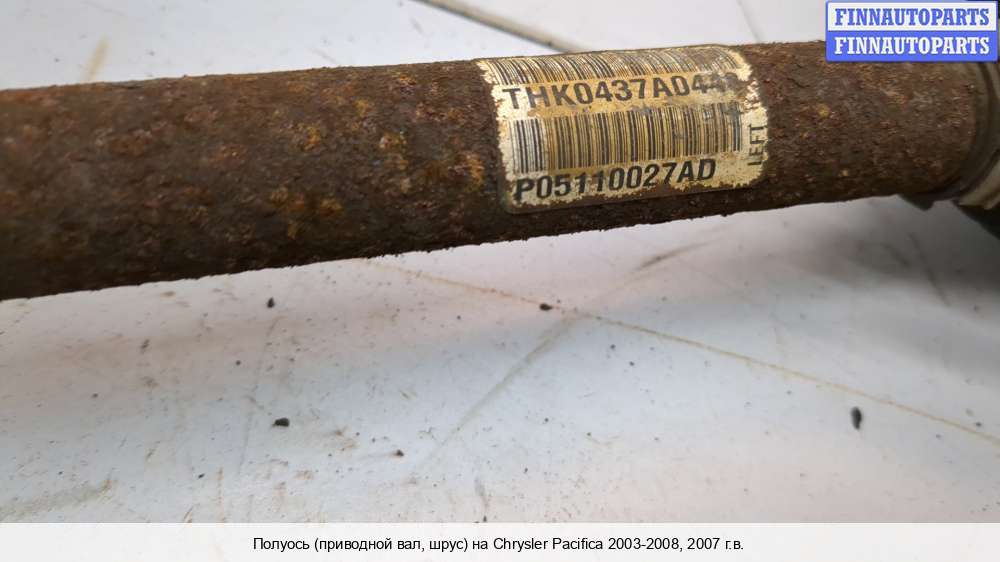 FINNAUTOPARTS
FINNAUTOPARTS
P05110027AD
LEFT
Полуось (приводной вал, шрус) на Chrysler Pacifica 2003-2008, 2007 г.в.